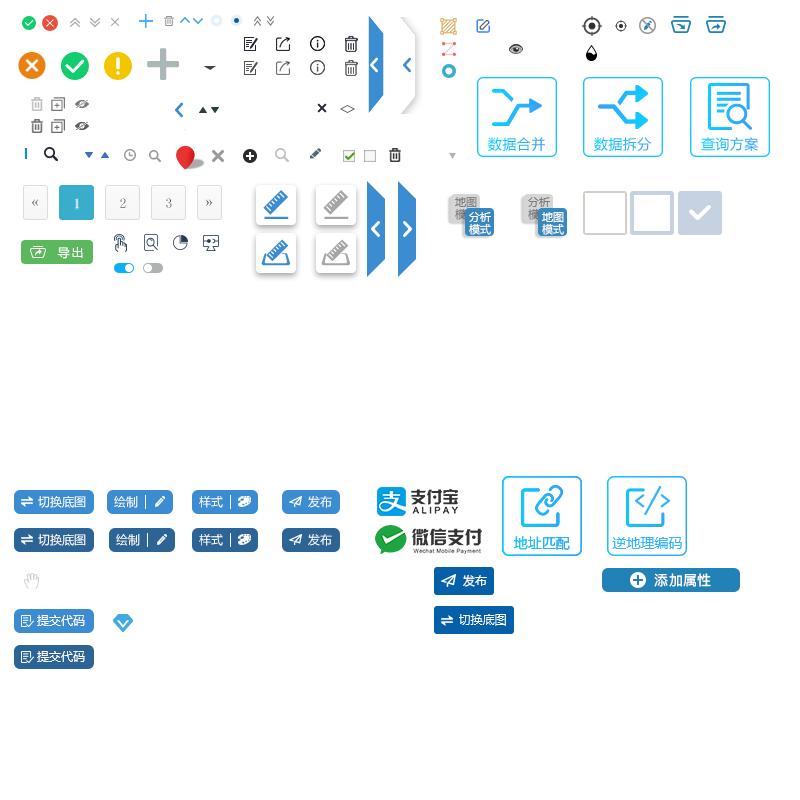 数据合并
数据拆分
查询方案
«
1
2
3
»
导出
地图
分析
模式
分析
地图
模式
切换底图
绘制
样式
发布
支付宝
ALIPAY
切换底图
绘制
样式
发布
微信支付
Wechat Mobile Payment
地址匹配
逆地理编码
发布
添加属性
提交代码
切换底图
提交代码